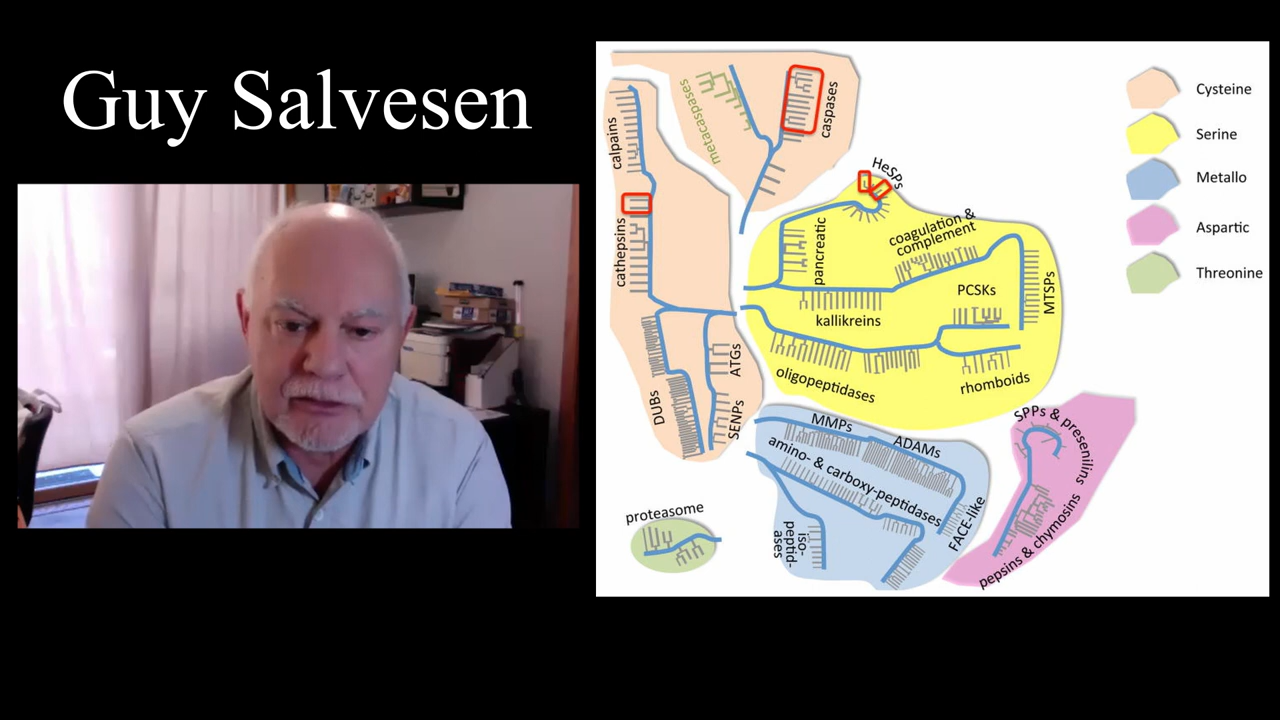 Guy Salvesen
calpains
cathepsins
metacaspases
caspases
HeSPs
pancreatic
coagulation &
complement
kallikreins
PCSKs
MTSPs
oligopeptidases
rhomboids
DUBs
ATGs
SENPs
MMPs
ADAMs
amino- & carboxy-peptidases
FACE-like
iso-
peptid-
ases
SPPs & presenilins
pepsins & chymosins
proteasome
Cysteine
Serine
Metallo
Aspartic
Threonine